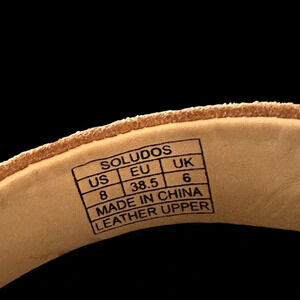 SOLUDOS
US EU UK
8 38.5 6
MADE IN CHINA
LEATHER UPPER